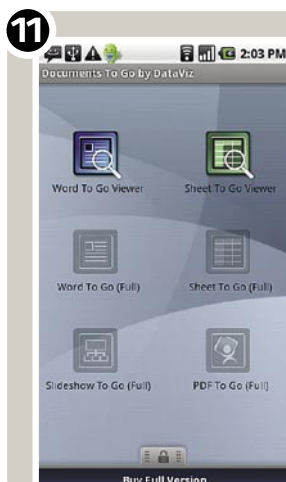 11
2:03 PM
Documents To Go by DataViz
Word To Go Viewer
Sheet To Go Viewer
Word To Go (Full)
Sheet To Go (Full)
Slideshow To Go (Full)
PDF To Go (Full)
Buy Full Version